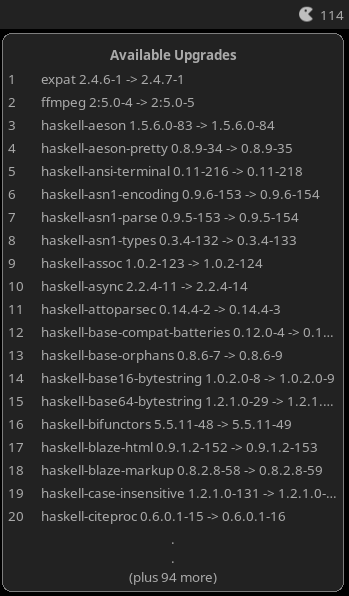 114
Available Upgrades
1 expat 2.4.6-1 -> 2.4.7-1
2 ffmpeg 2:5.0-4 -> 2:5.0-5
3 haskell-aeson 1.5.6.0-83 -> 1.5.6.0-84
4 haskell-aeson-pretty 0.8.9-34 -> 0.8.9-35
5 haskell-ansi-terminal 0.11-216 -> 0.11-218
6 haskell-asn1-encoding 0.9.6-153 -> 0.9.6-154
7 haskell-asn1-parse 0.9.5-153 -> 0.9.5-154
8 haskell-asn1-types 0.3.4-132 -> 0.3.4-133
9 haskell-assoc 1.0.2-123 -> 1.0.2-124
10 haskell-async 2.2.4-11 -> 2.2.4-14
11 haskell-attoparsec 0.14.4-2 -> 0.14.4-3
12 haskell-base-compat-batteries 0.12.0-4 -> 0.1...
13 haskell-base-orphans 0.8.6-7 -> 0.8.6-9
14 haskell-base16-bytestring 1.0.2.0-8 -> 1.0.2.0-9
15 haskell-base64-bytestring 1.2.1.0-29 -> 1.2.1....
16 haskell-bifunctors 5.5.11-48 -> 5.5.11-49
17 haskell-blaze-html 0.9.1.2-152 -> 0.9.1.2-153
18 haskell-blaze-markup 0.8.2.8-58 -> 0.8.2.8-59
19 haskell-case-insensitive 1.2.1.0-131 -> 1.2.1.0-...
20 haskell-citeproc 0.6.0.1-15 -> 0.6.0.1-16
.
.
(plus 94 more)